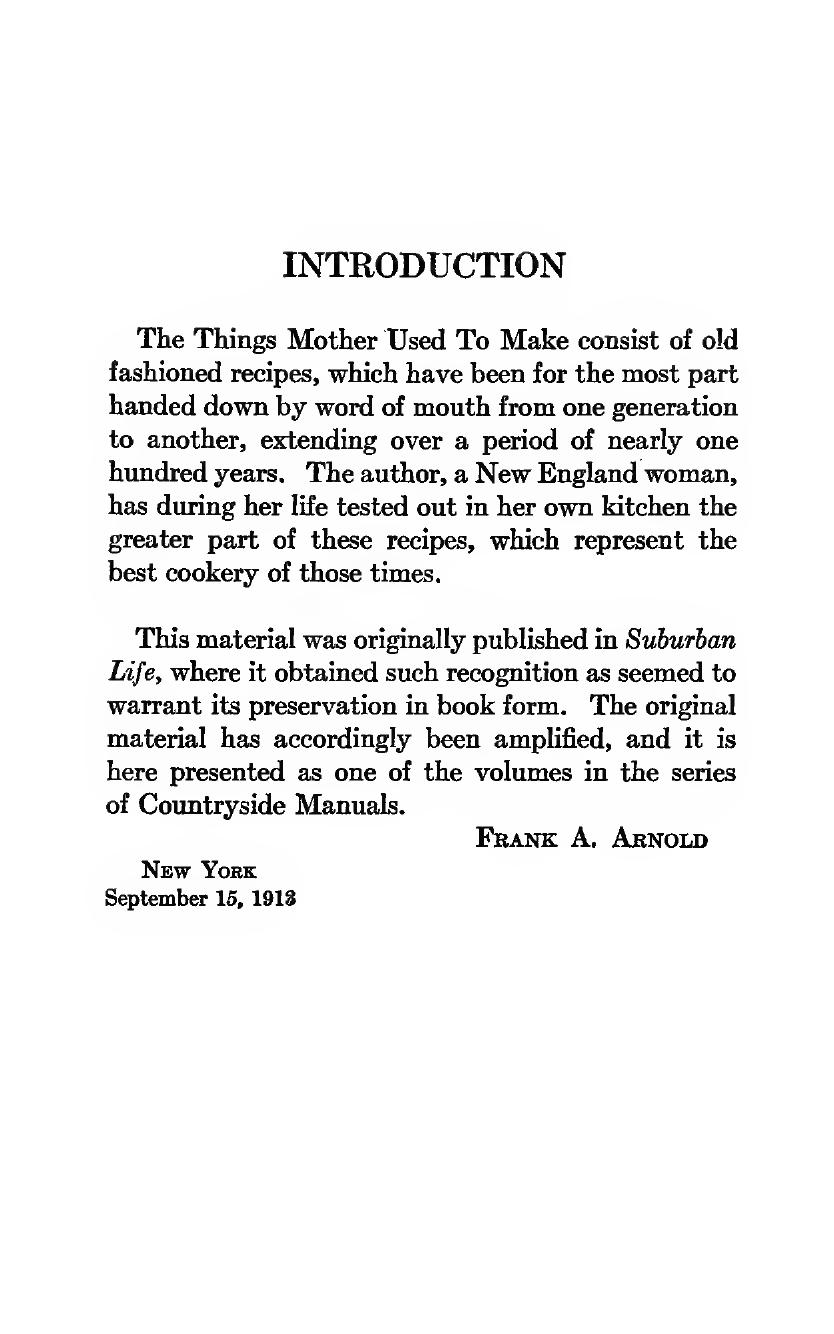 INTRODUCTION
The Things Mother Used To Make consist of old
fashioned recipes, which have been for the most part
handed down by word of mouth from one generation
to another, extending over a period of nearly one
hundred years. The author, a New England woman,
has during her life tested out in her own kitchen the
greater part of these recipes, which represent the
best cookery of those times.
This material was originally published in Suburban
Life, where it obtained such recognition as seemed to
warrant its preservation in book form. The original
material has accordingly been amplified, and it is
here presented as one of the volumes in the series
of Countryside Manuals.
FRANK A. ARNOLD
NEW YORK
September 15, 1913